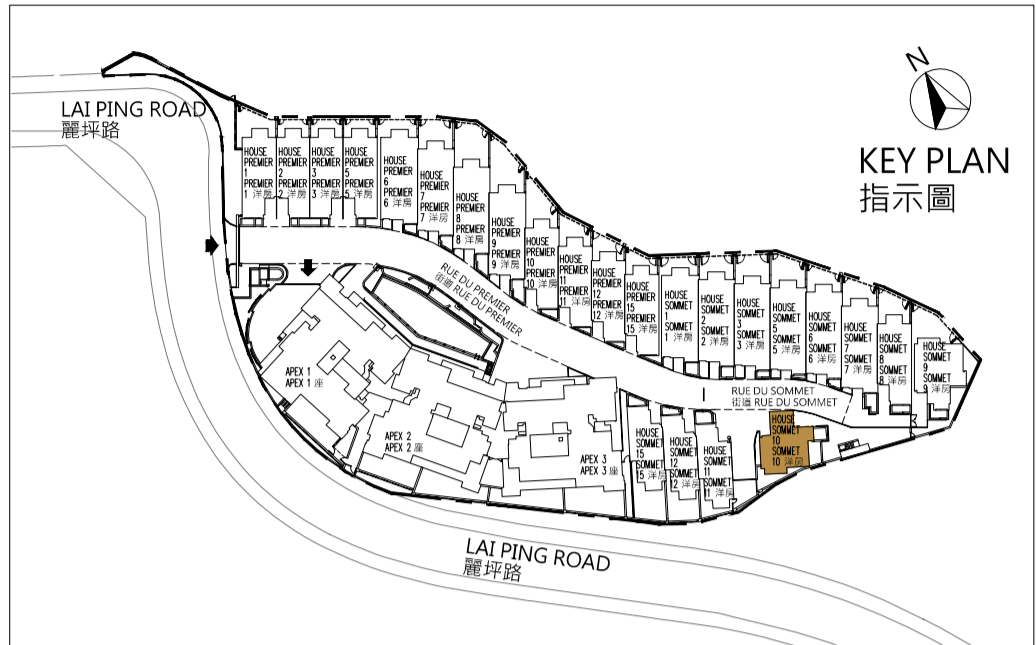 LAI PING ROAD
麗坪路
N
KEY PLAN
指示圖
HOUSE
PREMIER
1
PREMIER
1 洋房
HOUSE
PREMIER
2
PREMIER
2 洋房
HOUSE
PREMIER
3
PREMIER
3 洋房
HOUSE
PREMIER
5
PREMIER
5 洋房
HOUSE
PREMIER
6
PREMIER
6 洋房
HOUSE
PREMIER
7
PREMIER
7 洋房
HOUSE
PREMIER
8
PREMIER
8 洋房
HOUSE
PREMIER
9
PREMIER
9 洋房
HOUSE
PREMIER
10
PREMIER
10 洋房
HOUSE
PREMIER
11
PREMIER
11 洋房
HOUSE
PREMIER
12
PREMIER
12 洋房
HOUSE
PREMIER
15
PREMIER
15 洋房
HOUSE
SOMMET
1
SOMMET
1 洋房
HOUSE
SOMMET
2
SOMMET
2 洋房
HOUSE
SOMMET
3
SOMMET
3 洋房
HOUSE
SOMMET
5
SOMMET
5 洋房
HOUSE
SOMMET
6
SOMMET
6 洋房
HOUSE
SOMMET
7
SOMMET
7 洋房
HOUSE
SOMMET
8
SOMMET
8 洋房
HOUSE
SOMMET
9
SOMMET
9 洋房
RUE DU PREMIER
街道 RUE DU PREMIER
RUE DU SOMMET
街道 RUE DU SOMMET
APEX 1
APEX 1 座
APEX 2
APEX 2 座
APEX 3
APEX 3 座
HOUSE
SOMMET
15
SOMMET
15 洋房
HOUSE
SOMMET
12
SOMMET
12 洋房
HOUSE
SOMMET
11
SOMMET
11 洋房
HOUSE
SOMMET
10
SOMMET
10 洋房
LAI PING ROAD
麗坪路